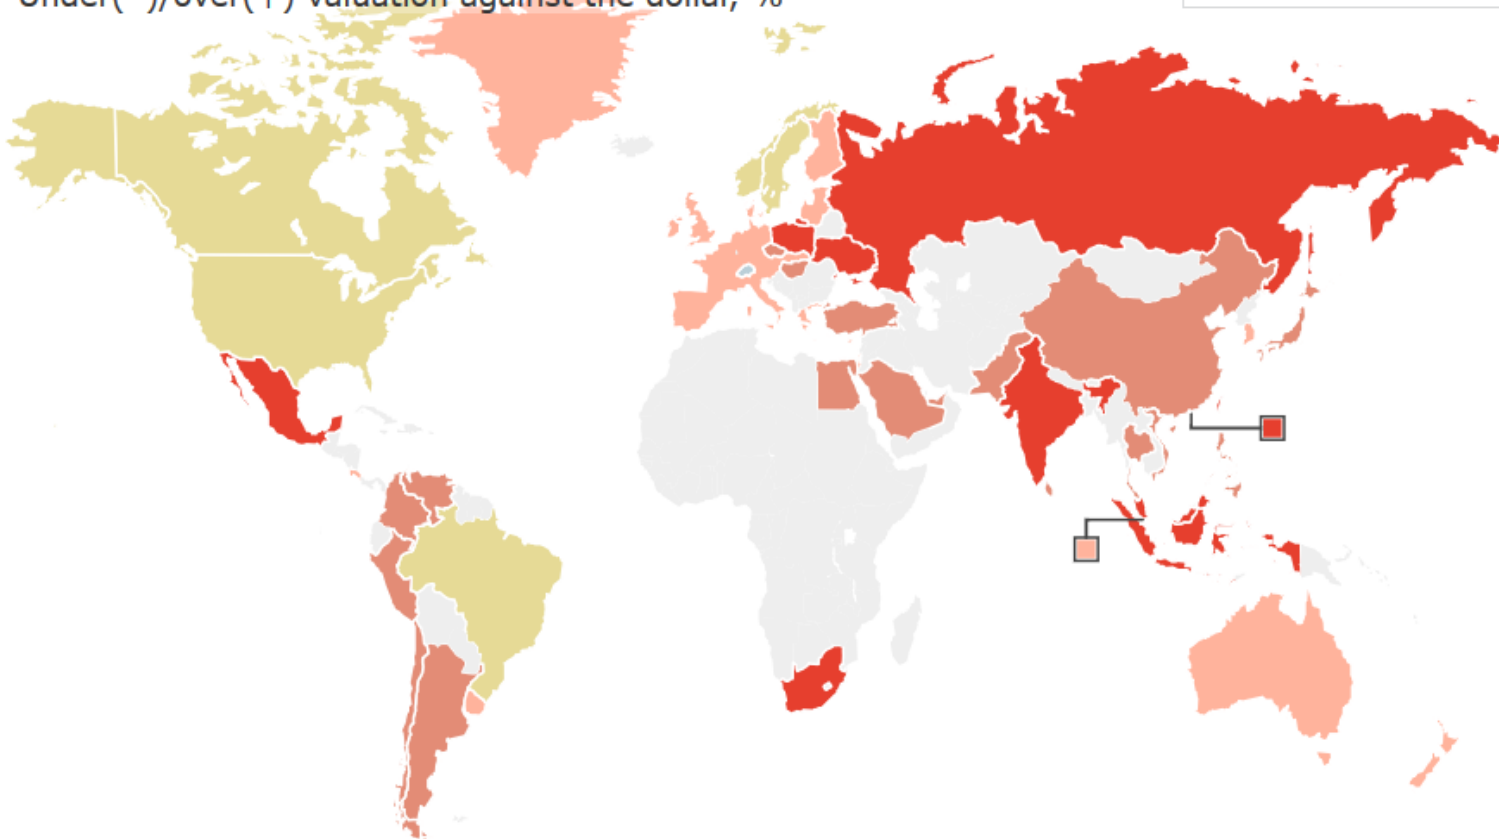 Under(-)/over(+) valuation against the dollar, %